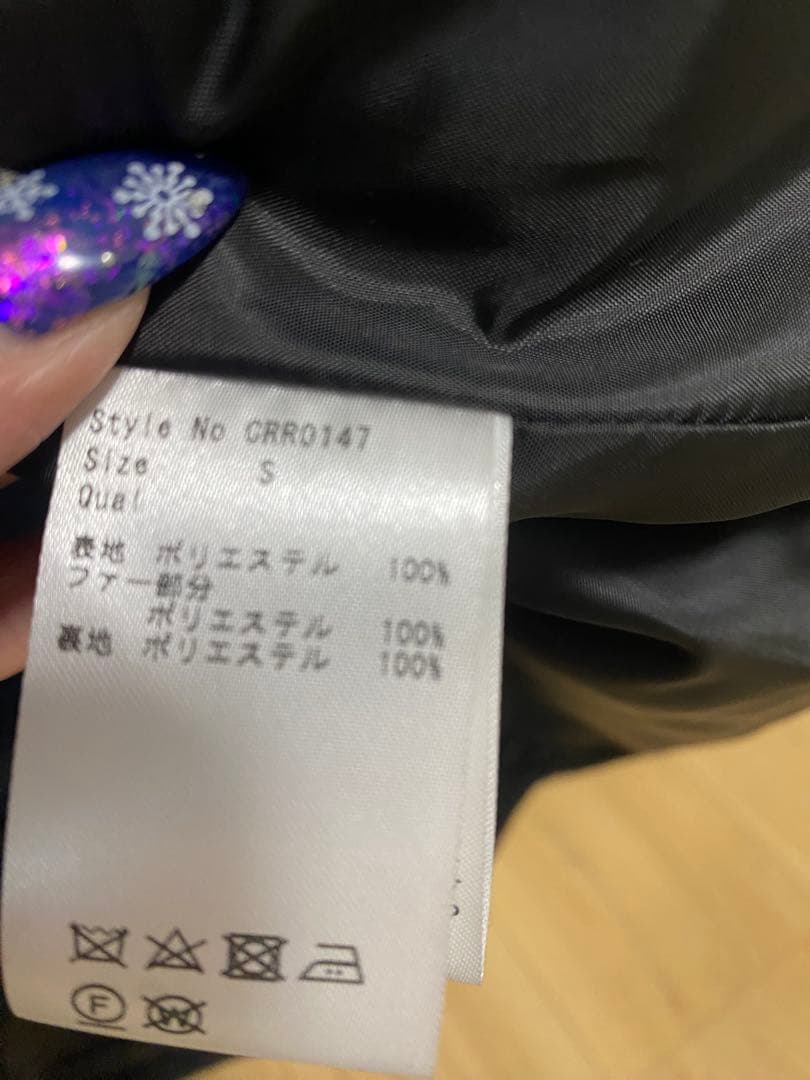 Style No CRR0147
Size S
Qual
表地 ポリエステル 100%
ファー部分
ポリエステル 100%
裏地 ポリエステル 100%
F
W